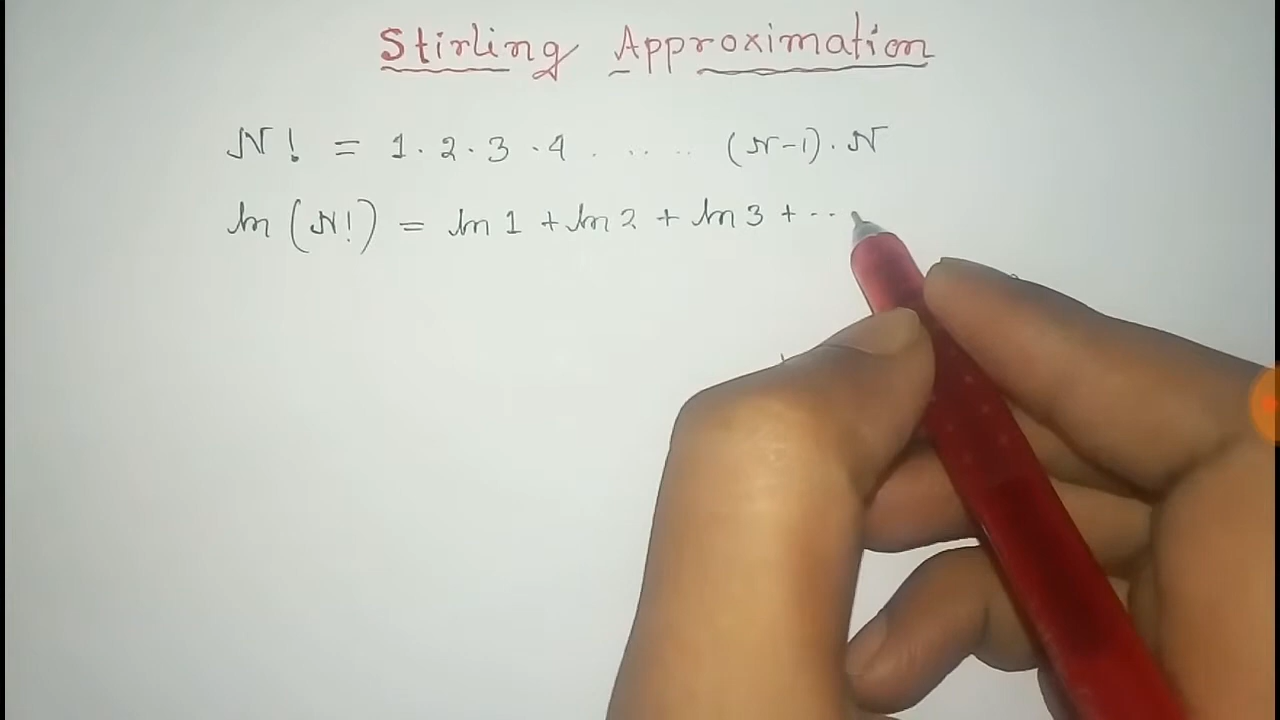 Stirling Approximation
N! = 1 · 2 · 3 · 4 . . . . . (N-1) · N
ln (N!) = ln 1 + ln 2 + ln 3 + ...